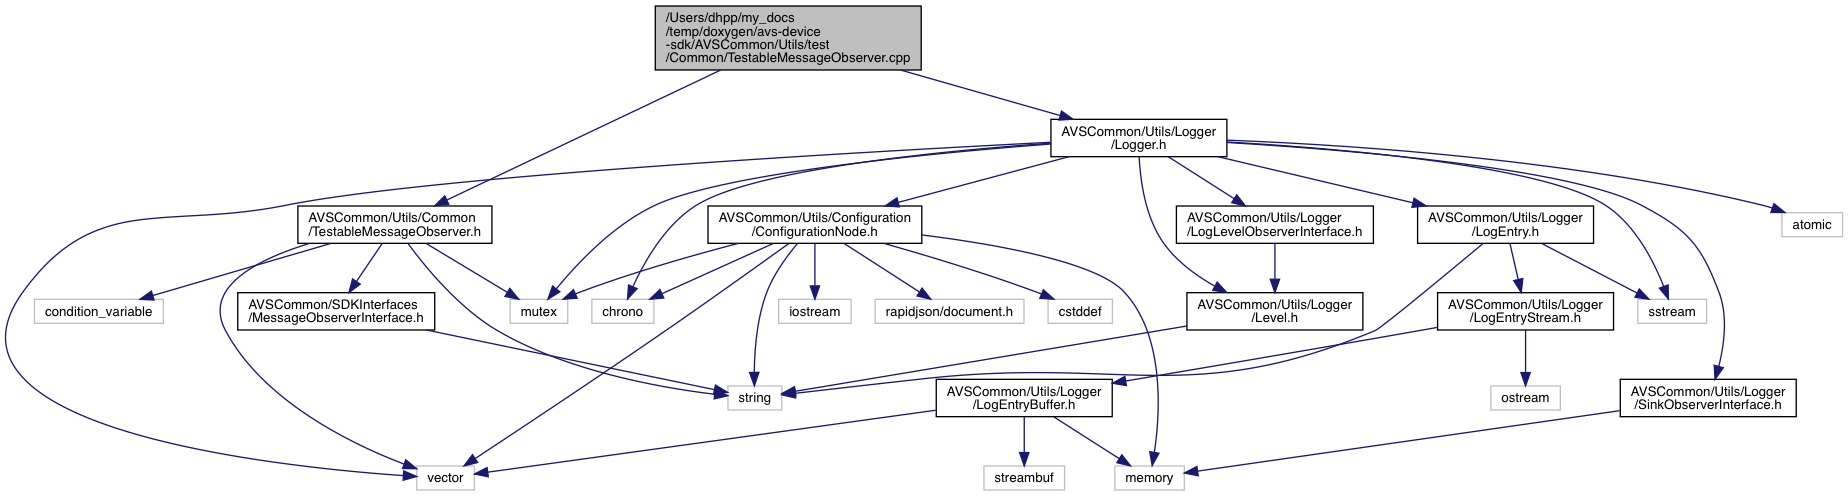 /Users/dhpp/my_docs
/temp/doxygen/avs-device
-sdk/AVSCommon/Utils/test
/Common/TestableMessageObserver.cpp
AVSCommon/Utils/Logger
/Logger.h
AVSCommon/Utils/Common
/TestableMessageObserver.h
AVSCommon/Utils/Configuration
/ConfigurationNode.h
AVSCommon/Utils/Logger
/LogLevelObserverInterface.h
AVSCommon/Utils/Logger
/LogEntry.h
atomic
condition_variable
AVSCommon/SDKInterfaces
/MessageObserverInterface.h
mutex
chrono
iostream
rapidjson/document.h
cstddef
AVSCommon/Utils/Logger
/Level.h
AVSCommon/Utils/Logger
/LogEntryStream.h
sstream
string
AVSCommon/Utils/Logger
/LogEntryBuffer.h
ostream
AVSCommon/Utils/Logger
/SinkObserverInterface.h
vector
streambuf
memory